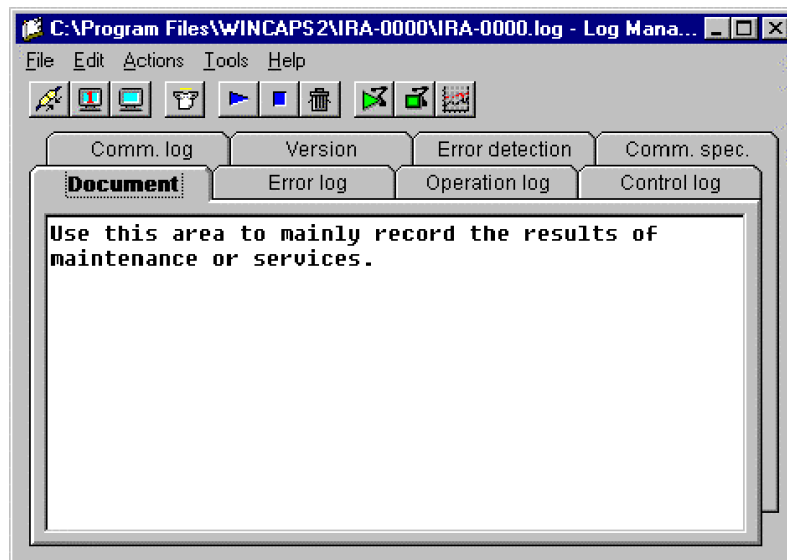 C:\Program Files\WINCAPS2\IRA-0000\IRA-0000.log - Log Mana...
File Edit Actions Tools Help
Comm. log Version Error detection Comm. spec.
Document Error log Operation log Control log
Use this area to mainly record the results of
maintenance or services.